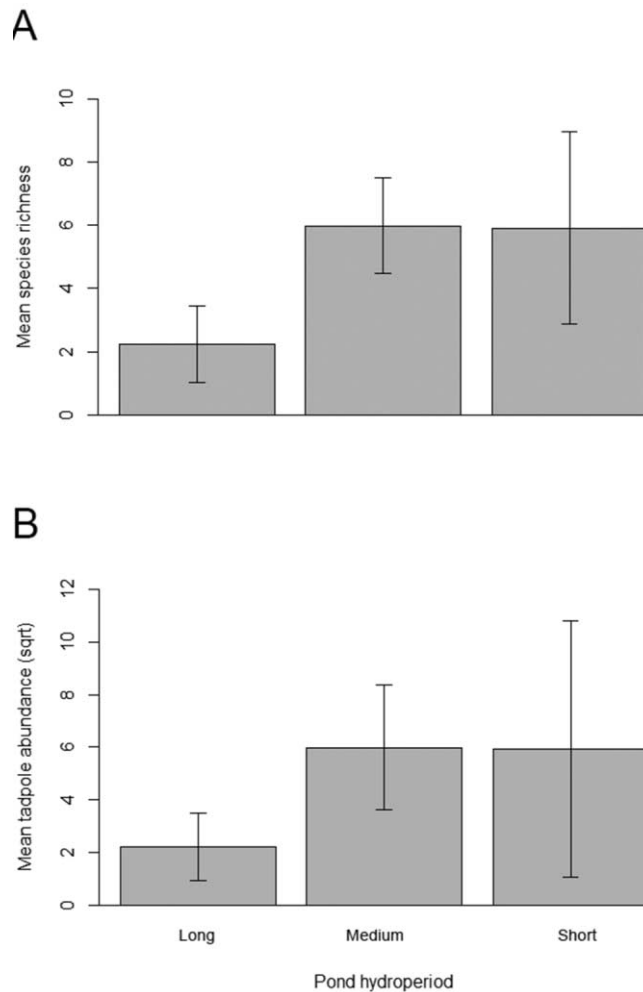 A
10
8
6
4
2
0
Mean species richness
B
12
10
8
6
4
2
0
Mean tadpole abundance (sqrt)
Long Medium Short
Pond hydroperiod